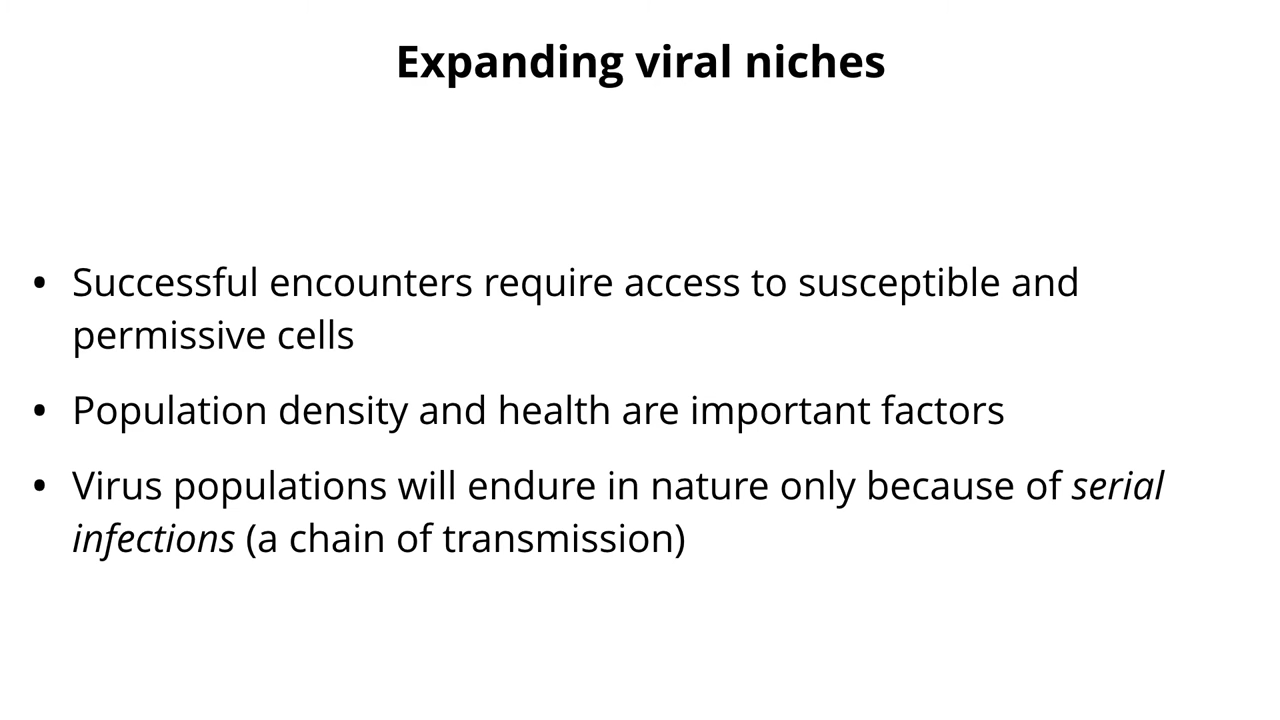 Expanding viral niches
• Successful encounters require access to susceptible and
permissive cells
• Population density and health are important factors
• Virus populations will endure in nature only because of serial
infections (a chain of transmission)